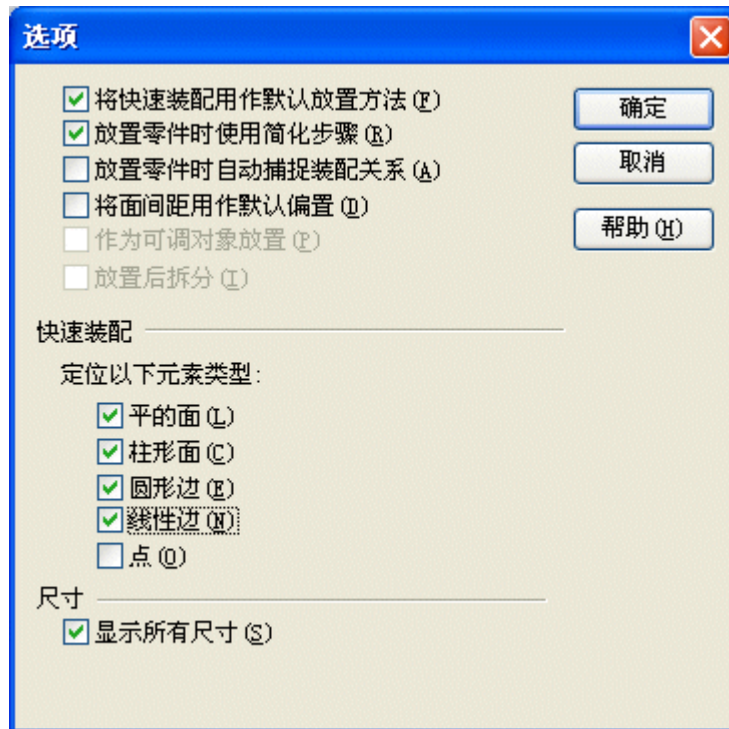 选项
将快速装配用作默认放置方法(F)
确定
放置零件时使用简化步骤(R)
放置零件时自动捕捉装配关系(A)
取消
将面间距用作默认偏置(D)
帮助(H)
作为可调对象放置(P)
放置后拆分(I)
快速装配
定位以下元素类型:
平的面(L)
柱形面(C)
圆形边(E)
线性边(N)
点(O)
尺寸
显示所有尺寸(S)